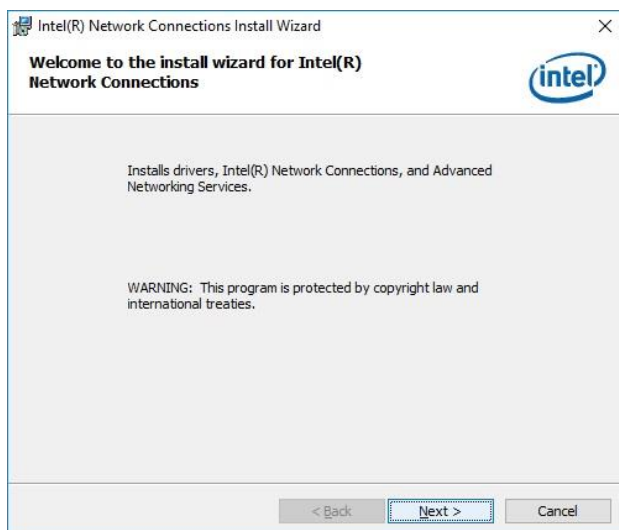 Intel(R) Network Connections Install Wizard
Welcome to the install wizard for Intel(R)
Network Connections
intel
Installs drivers, Intel(R) Network Connections, and Advanced
Networking Services.
WARNING: This program is protected by copyright law and
international treaties.
< Back Next > Cancel